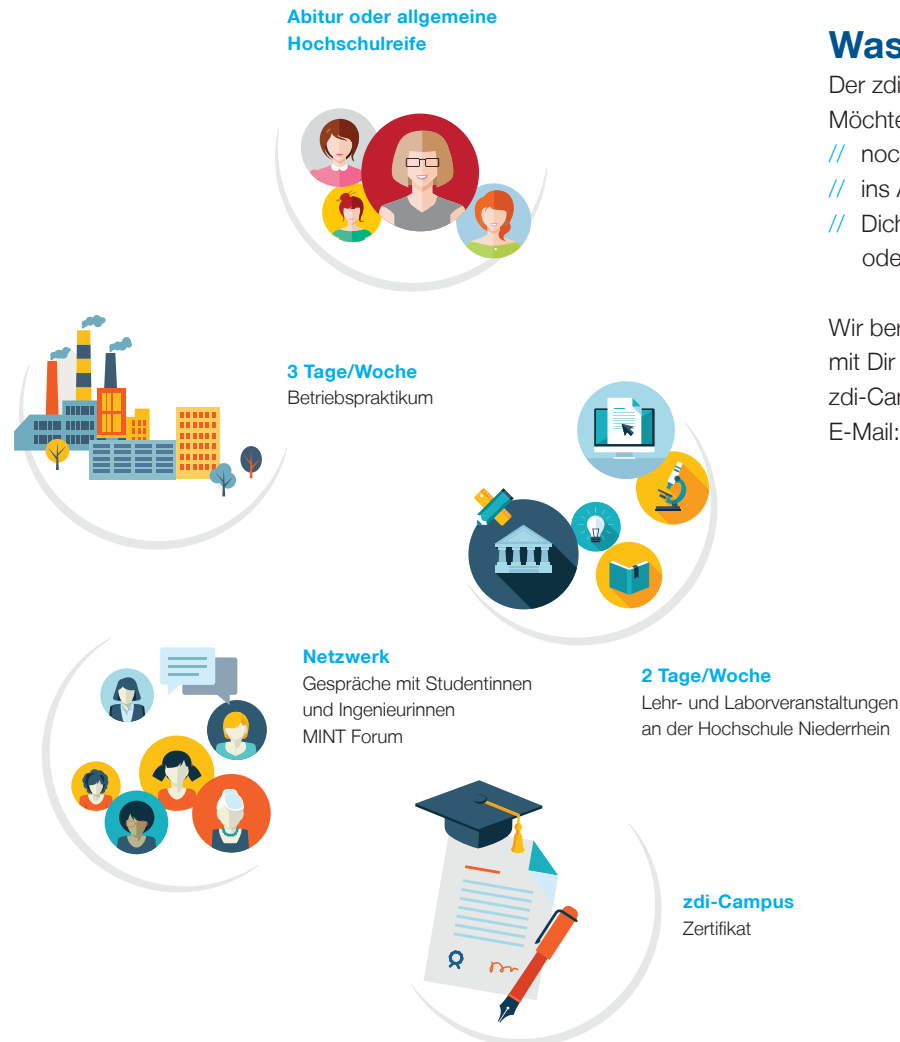 Abitur oder allgemeine
Hochschulreife
3 Tage/Woche
Betriebspraktikum
Netzwerk
Gespräche mit Studentinnen
und Ingenieurinnen
MINT Forum
2 Tage/Woche
Lehr- und Laborveranstaltungen
an der Hochschule Niederrhein
zdi-Campus
Zertifikat
Was
Der zdi
Möchte
// noc
// ins A
// Dich
ode
Wir ber
mit Dir
zdi-Car
E-Mail: